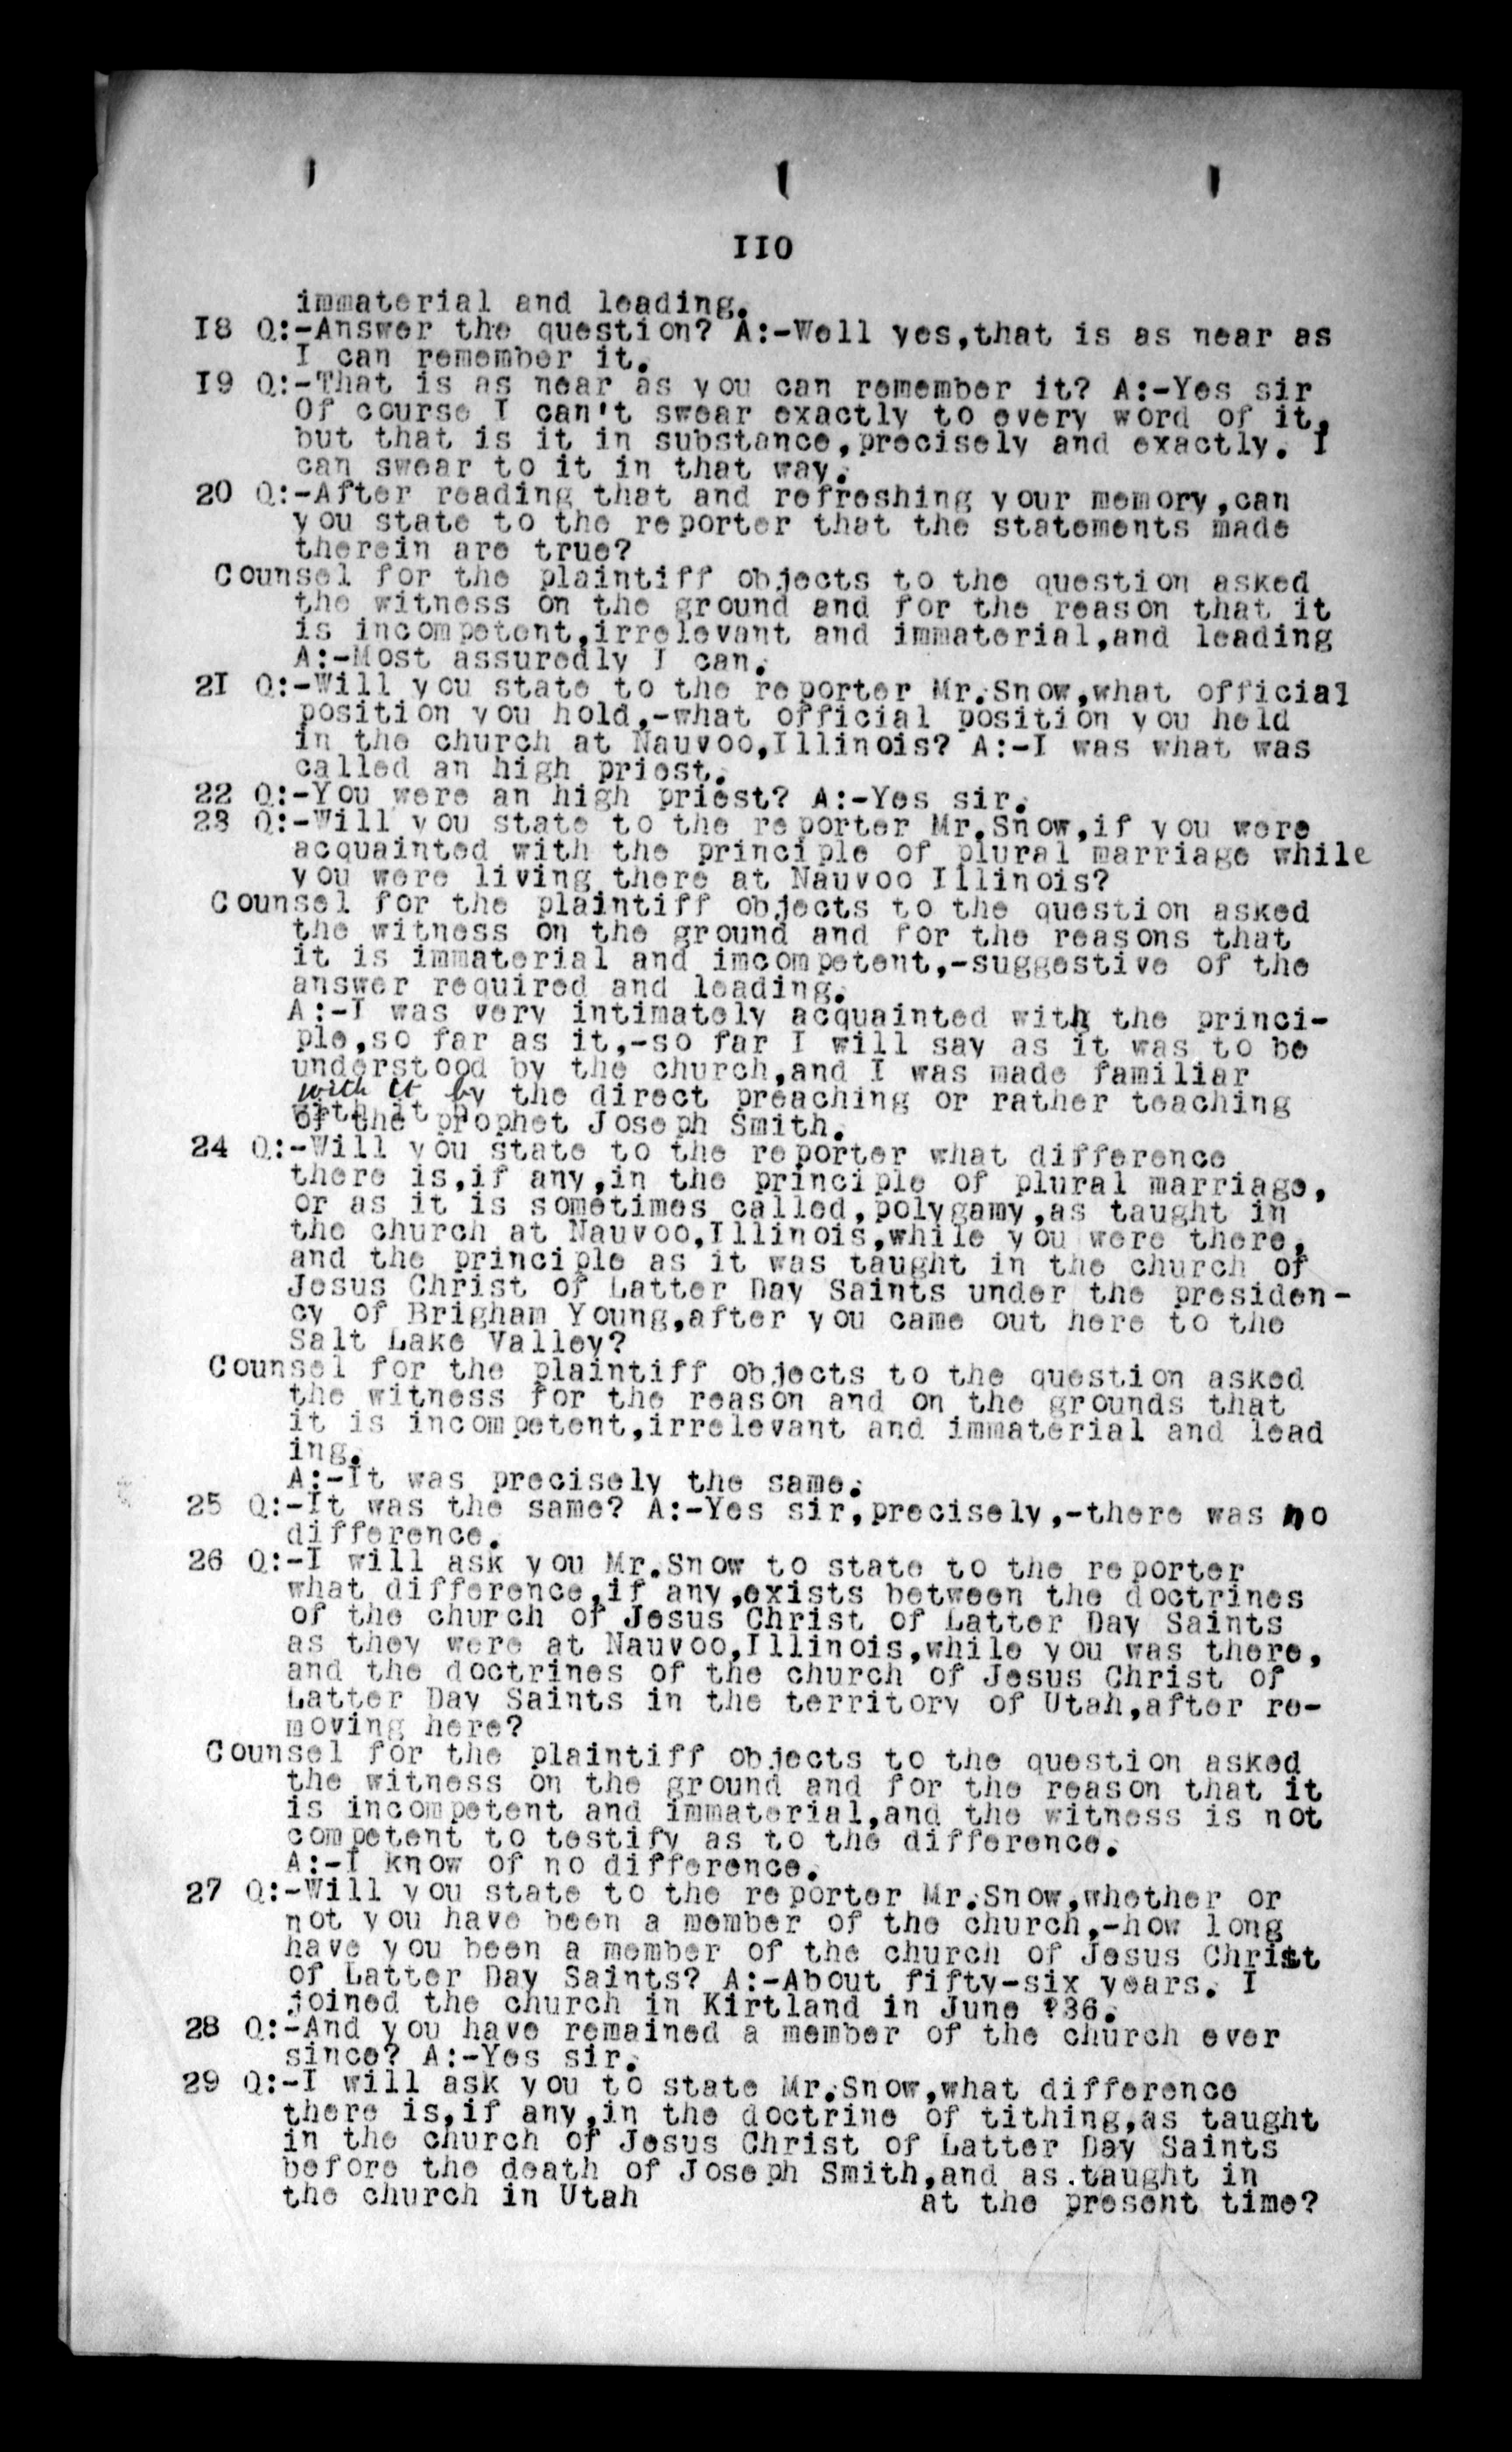 110
immaterial and leading.
18 Q:-Answer the question? A:-Well yes,that is as near as
I can remember it.
19 Q:-That is as near as you can remember it? A:-Yes sir
Of course I can't swear exactly to every word of it,
but that is it in substance,precisely and exactly. I
can swear to it in that way.
20 Q:-After reading that and refreshing your memory,can
you state to the reporter that the statements made
therein are true?
Counsel for the plaintiff objects to the question asked
the witness on the ground and for the reason that it
is incompetent,irrelevant and immaterial,and leading
A:-Most assuredly I can.
21 Q:-Will you state to the reporter Mr.Snow,what official
position you hold,-what official position you held
in the church at Nauvoo,Illinois? A:-I was what was
called an high priest.
22 Q:-You were an high priest? A:-Yes sir.
23 Q:-Will you state to the reporter Mr.Snow,if you were
acquainted with the principle of plural marriage while
you were living there at Nauvoo Illinois?
Counsel for the plaintiff objects to the question asked
the witness on the ground and for the reasons that
it is immaterial and imcompetent,-suggestive of the
answer required and leading.
A:-I was very intimately acquainted with the princi-
ple,so far as it,-so far I will say as it was to be
understood by the church,and I was made familiar
with it by the direct preaching or rather teaching
of the prophet Joseph Smith.
24 Q:-Will you state to the reporter what difference
there is,if any,in the principle of plural marriage,
or as it is sometimes called,polygamy,as taught in
the church at Nauvoo,Illinois,while you were there,
and the principle as it was taught in the church of
Jesus Christ of Latter Day Saints under the presiden-
cy of Brigham Young,after you came out here to the
Salt Lake Valley?
Counsel for the plaintiff objects to the question asked
the witness for the reason and on the grounds that
it is incompetent,irrelevant and immaterial and lead
ing.
A:-It was precisely the same.
25 Q:-It was the same? A:-Yes sir,precisely,-there was no
difference.
26 Q:-I will ask you Mr.Snow to state to the reporter
what difference,if any,exists between the doctrines
of the church of Jesus Christ of Latter Day Saints
as they were at Nauvoo,Illinois,while you was there,
and the doctrines of the church of Jesus Christ of
Latter Day Saints in the territory of Utah,after re-
moving here?
Counsel for the plaintiff objects to the question asked
the witness on the ground and for the reason that it
is incompetent and immaterial,and the witness is not
competent to testify as to the difference.
A:-I know of no difference.
27 Q:-Will you state to the reporter Mr.Snow,whether or
not you have been a member of the church,-how long
have you been a member of the church of Jesus Christ
of Latter Day Saints? A:-About fifty-six years. I
joined the church in Kirtland in June ?36.
28 Q:-And you have remained a member of the church ever
since? A:-Yes sir.
29 Q:-I will ask you to state Mr.Snow,what difference
there is,if any,in the doctrine of tithing,as taught
in the church of Jesus Christ of Latter Day Saints
before the death of Joseph Smith,and as.taught in
the church in Utah at the present time?